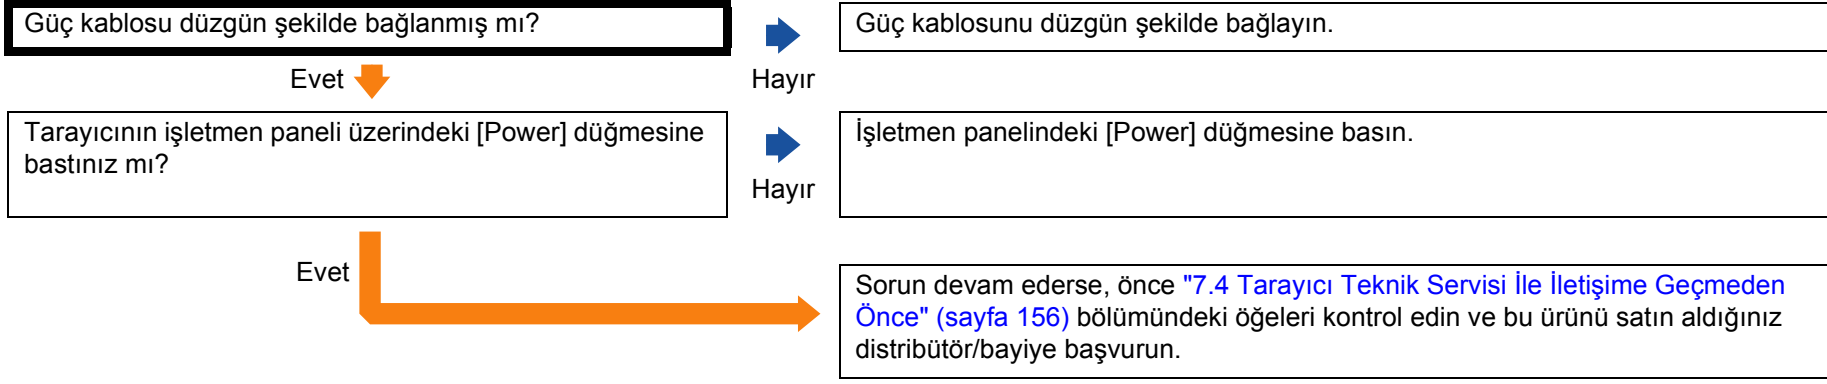 Güç kablosu düzgün şekilde bağlanmış mı?
Güç kablosunu düzgün şekilde bağlayın.
Evet
Hayır
Tarayıcının işletmen paneli üzerindeki [Power] düğmesine
bastınız mı?
İşletmen panelindeki [Power] düğmesine basın.
Hayır
Evet
Sorun devam ederse, önce "7.4 Tarayıcı Teknik Servisi İle İletişime Geçmeden
Önce" (sayfa 156) bölümündeki öğeleri kontrol edin ve bu ürünü satın aldığınız
distribütör/bayiye başvurun.